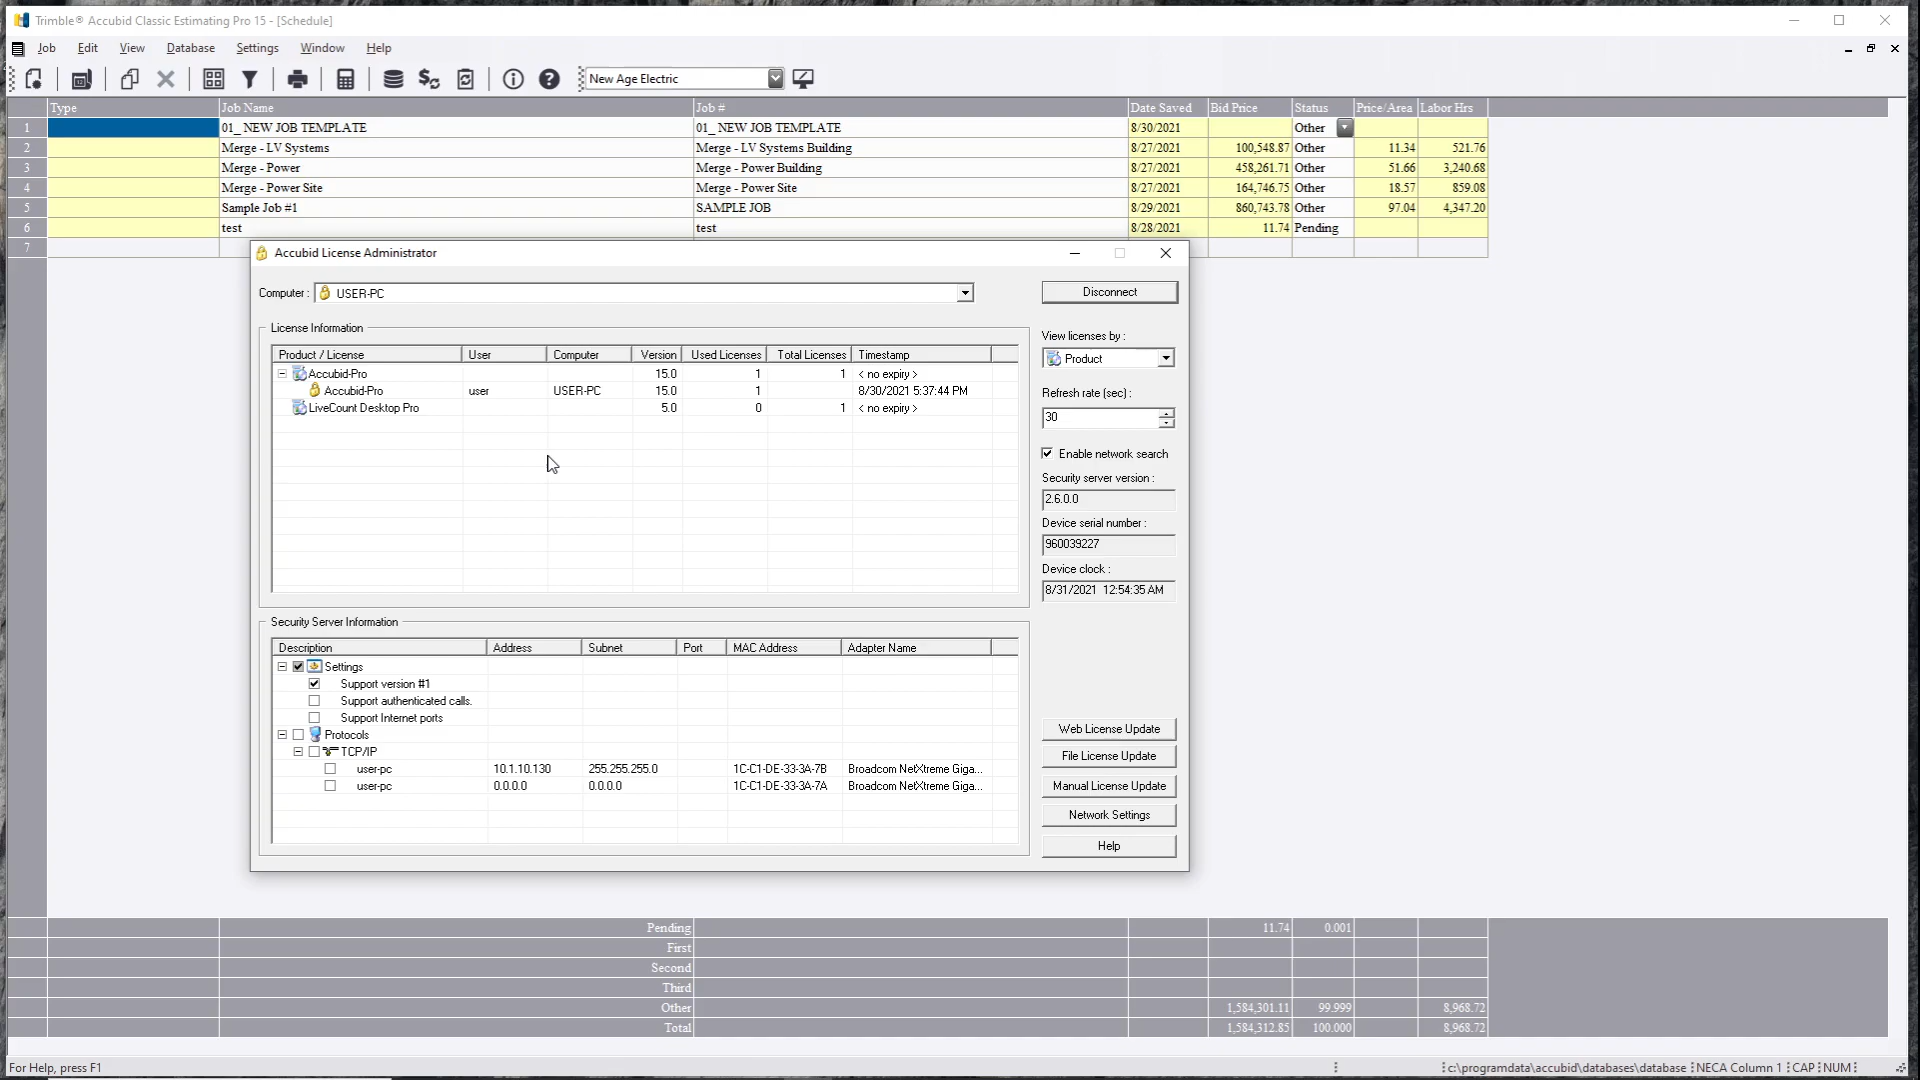 Trimble® Accubid Classic Estimating Pro 15 - [Schedule]
Job Edit View Database Settings Window Help
New Age Electric
Type Job Name Job # Date Saved Bid Price Status Price/Area Labor Hrs
1 01_ NEW JOB TEMPLATE 01_ NEW JOB TEMPLATE 8/30/2021 Other
2 Merge - LV Systems Merge - LV Systems Building 8/27/2021 100,548.87 Other 11.34 521.76
3 Merge - Power Merge - Power Building 8/27/2021 458,261.71 Other 51.66 3,240.68
4 Merge - Power Site Merge - Power Site 8/27/2021 164,746.75 Other 18.57 859.08
5 Sample Job #1 SAMPLE JOB 8/29/2021 860,743.78 Other 97.04 4,347.20
6 test test 8/28/2021 11.74 Pending
7
Accubid License Administrator
Computer : USER-PC Disconnect
License Information
Product / License User Computer Version Used Licenses Total Licenses Timestamp
Accubid-Pro 15.0 1 1 < no expiry >
Accubid-Pro user USER-PC 15.0 1 8/30/2021 5:37:44 PM
LiveCount Desktop Pro 5.0 0 1 < no expiry >
View licenses by :
Product
Refresh rate (sec) :
30
Enable network search
Security server version :
2.6.0.0
Device serial number :
960039227
Device clock :
8/31/2021 12:54:35 AM
Security Server Information
Description Address Subnet Port MAC Address Adapter Name
Settings
Support version #1
Support authenticated calls.
Support Internet ports
Protocols
TCP/IP
user-pc 10.1.10.130 255.255.255.0 1C-C1-DE-33-3A-7B Broadcom NetXtreme Giga...
user-pc 0.0.0.0 0.0.0.0 1C-C1-DE-33-3A-7A Broadcom NetXtreme Giga...
Web License Update
File License Update
Manual License Update
Network Settings
Help
Pending 11.74 0.001
First
Second
Third
Other 1,584,301.11 99.999 8,968.72
Total 1,584,312.85 100.000 8,968.72
For Help, press F1 c:\programdata\accubid\databases\database NECA Column 1 CAP NUM